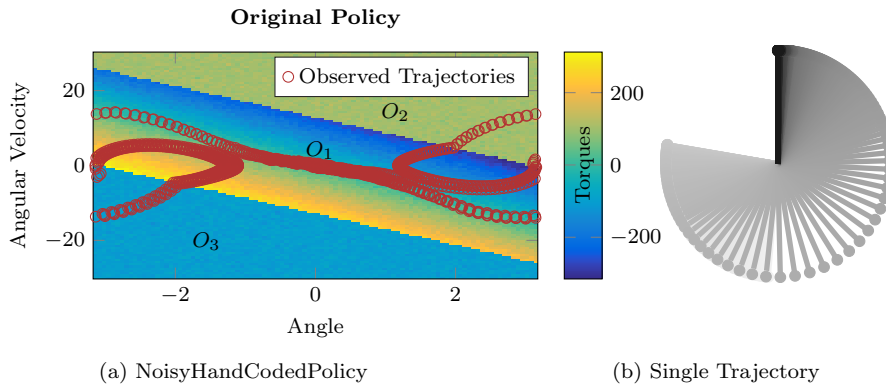 Original Policy
Observed Trajectories
O2
O1
O3
20
0
−20
Angular Velocity
−2
0
2
Angle
200
0
−200
Torques
(a) NoisyHandCodedPolicy
(b) Single Trajectory